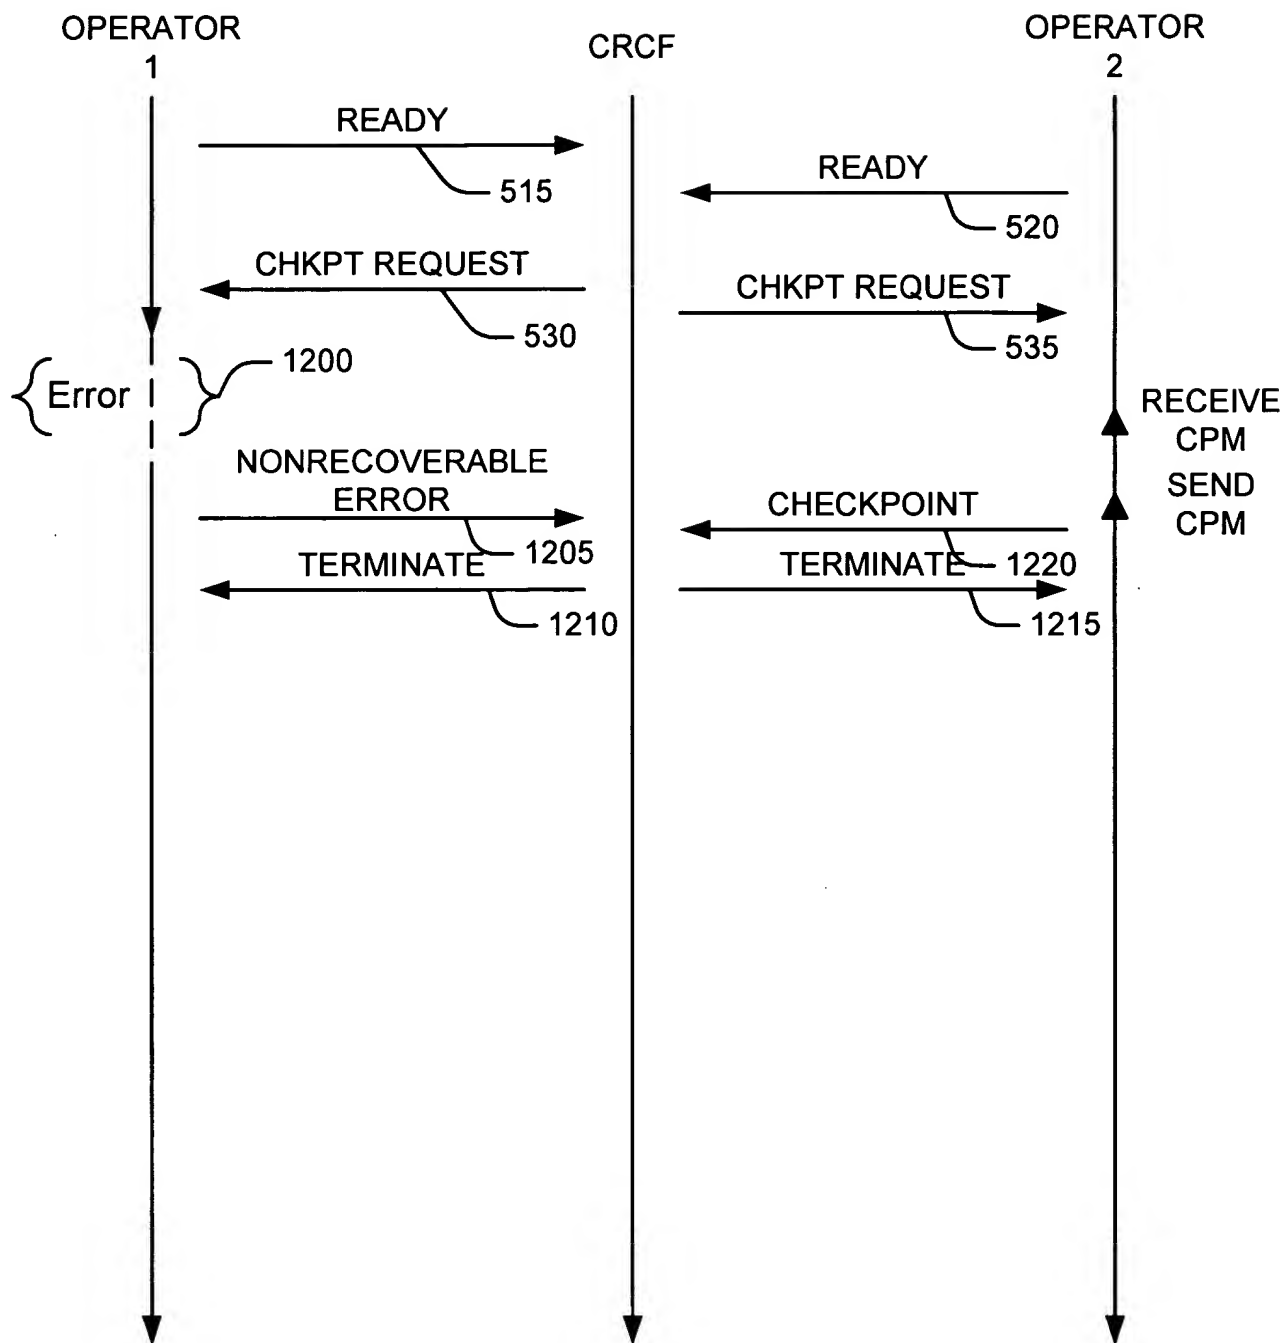 OPERATOR
1
CRCF
OPERATOR
2
READY
515
READY
520
CHKPT REQUEST
530
CHKPT REQUEST
535
1200
Error
RECEIVE
CPM
NONRECOVERABLE
ERROR
1205
SEND
CPM
CHECKPOINT
1220
TERMINATE
1210
TERMINATE
1215